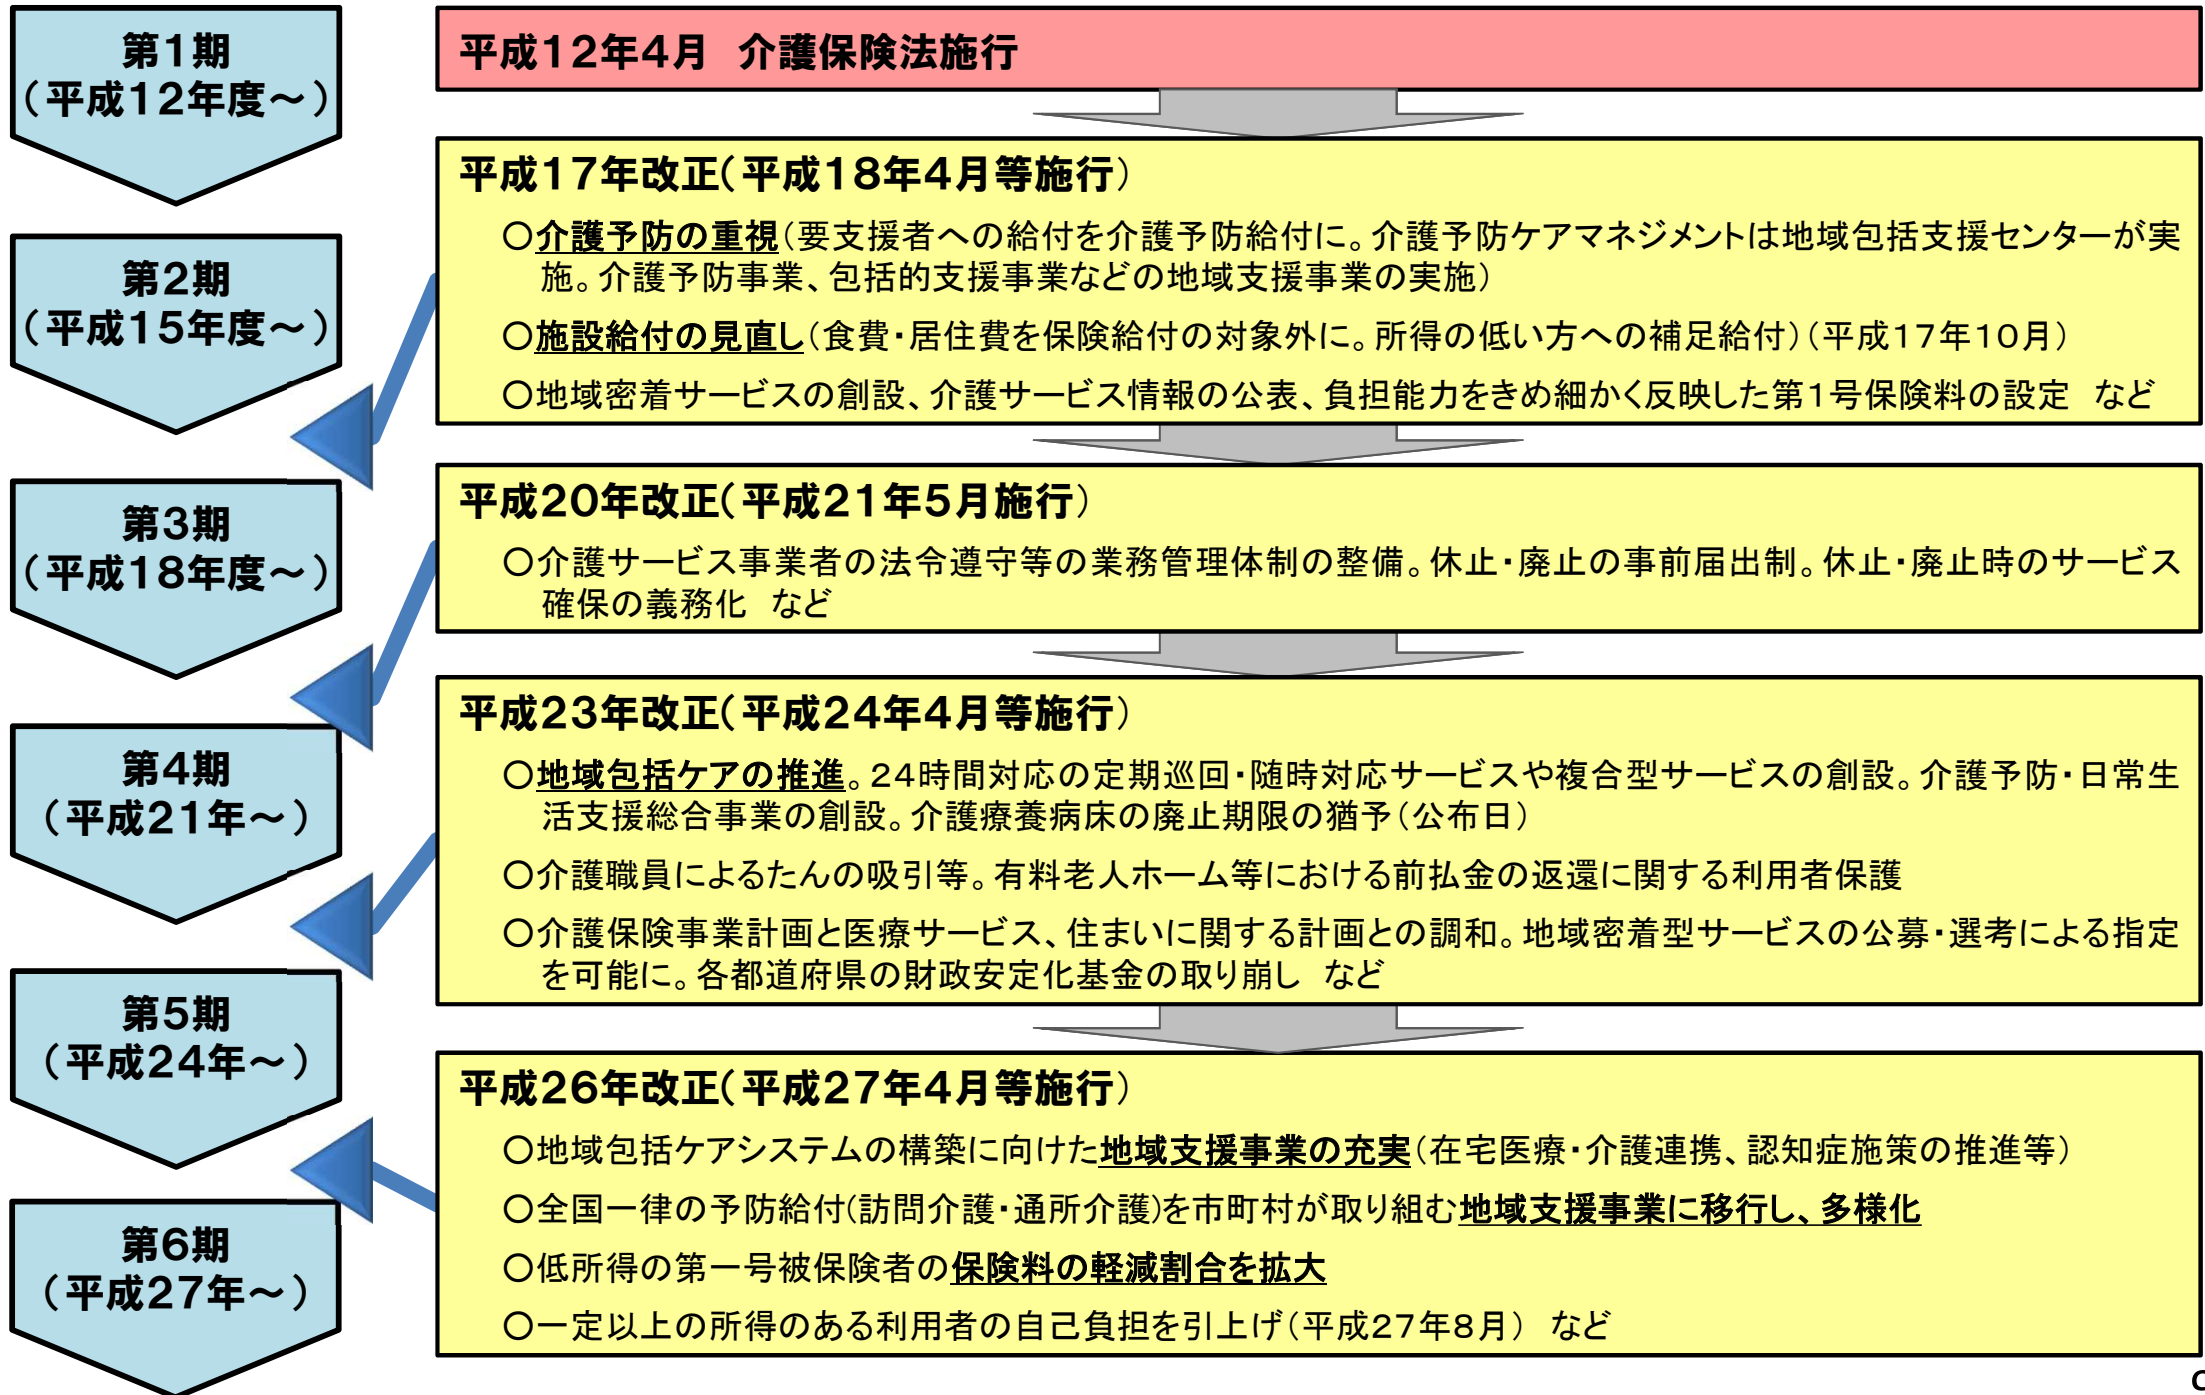 第1期
（平成12年度～）
第2期
（平成15年度～）
第3期
（平成18年度～）
第4期
（平成21年～）
第5期
（平成24年～）
第6期
（平成27年～）
平成12年4月　介護保険法施行
平成17年改正（平成18年4月等施行）
○介護予防の重視（要支援者への給付を介護予防給付に。介護予防ケアマネジメントは地域包括支援センターが実
施。介護予防事業、包括的支援事業などの地域支援事業の実施）
○施設給付の見直し（食費・居住費を保険給付の対象外に。所得の低い方への補足給付）（平成17年10月）
○地域密着サービスの創設、介護サービス情報の公表、負担能力をきめ細かく反映した第1号保険料の設定　など
平成20年改正（平成21年5月施行）
○介護サービス事業者の法令遵守等の業務管理体制の整備。休止・廃止の事前届出制。休止・廃止時のサービス
確保の義務化　など
平成23年改正（平成24年4月等施行）
○地域包括ケアの推進。24時間対応の定期巡回・随時対応サービスや複合型サービスの創設。介護予防・日常生
活支援総合事業の創設。介護療養病床の廃止期限の猶予（公布日）
○介護職員によるたんの吸引等。有料老人ホーム等における前払金の返還に関する利用者保護
○介護保険事業計画と医療サービス、住まいに関する計画との調和。地域密着型サービスの公募・選考による指定
を可能に。各都道府県の財政安定化基金の取り崩し　など
平成26年改正（平成27年4月等施行）
○地域包括ケアシステムの構築に向けた地域支援事業の充実（在宅医療・介護連携、認知症施策の推進等）
○全国一律の予防給付(訪問介護・通所介護)を市町村が取り組む地域支援事業に移行し、多様化
○低所得の第一号被保険者の保険料の軽減割合を拡大
○一定以上の所得のある利用者の自己負担を引上げ（平成27年8月）　など